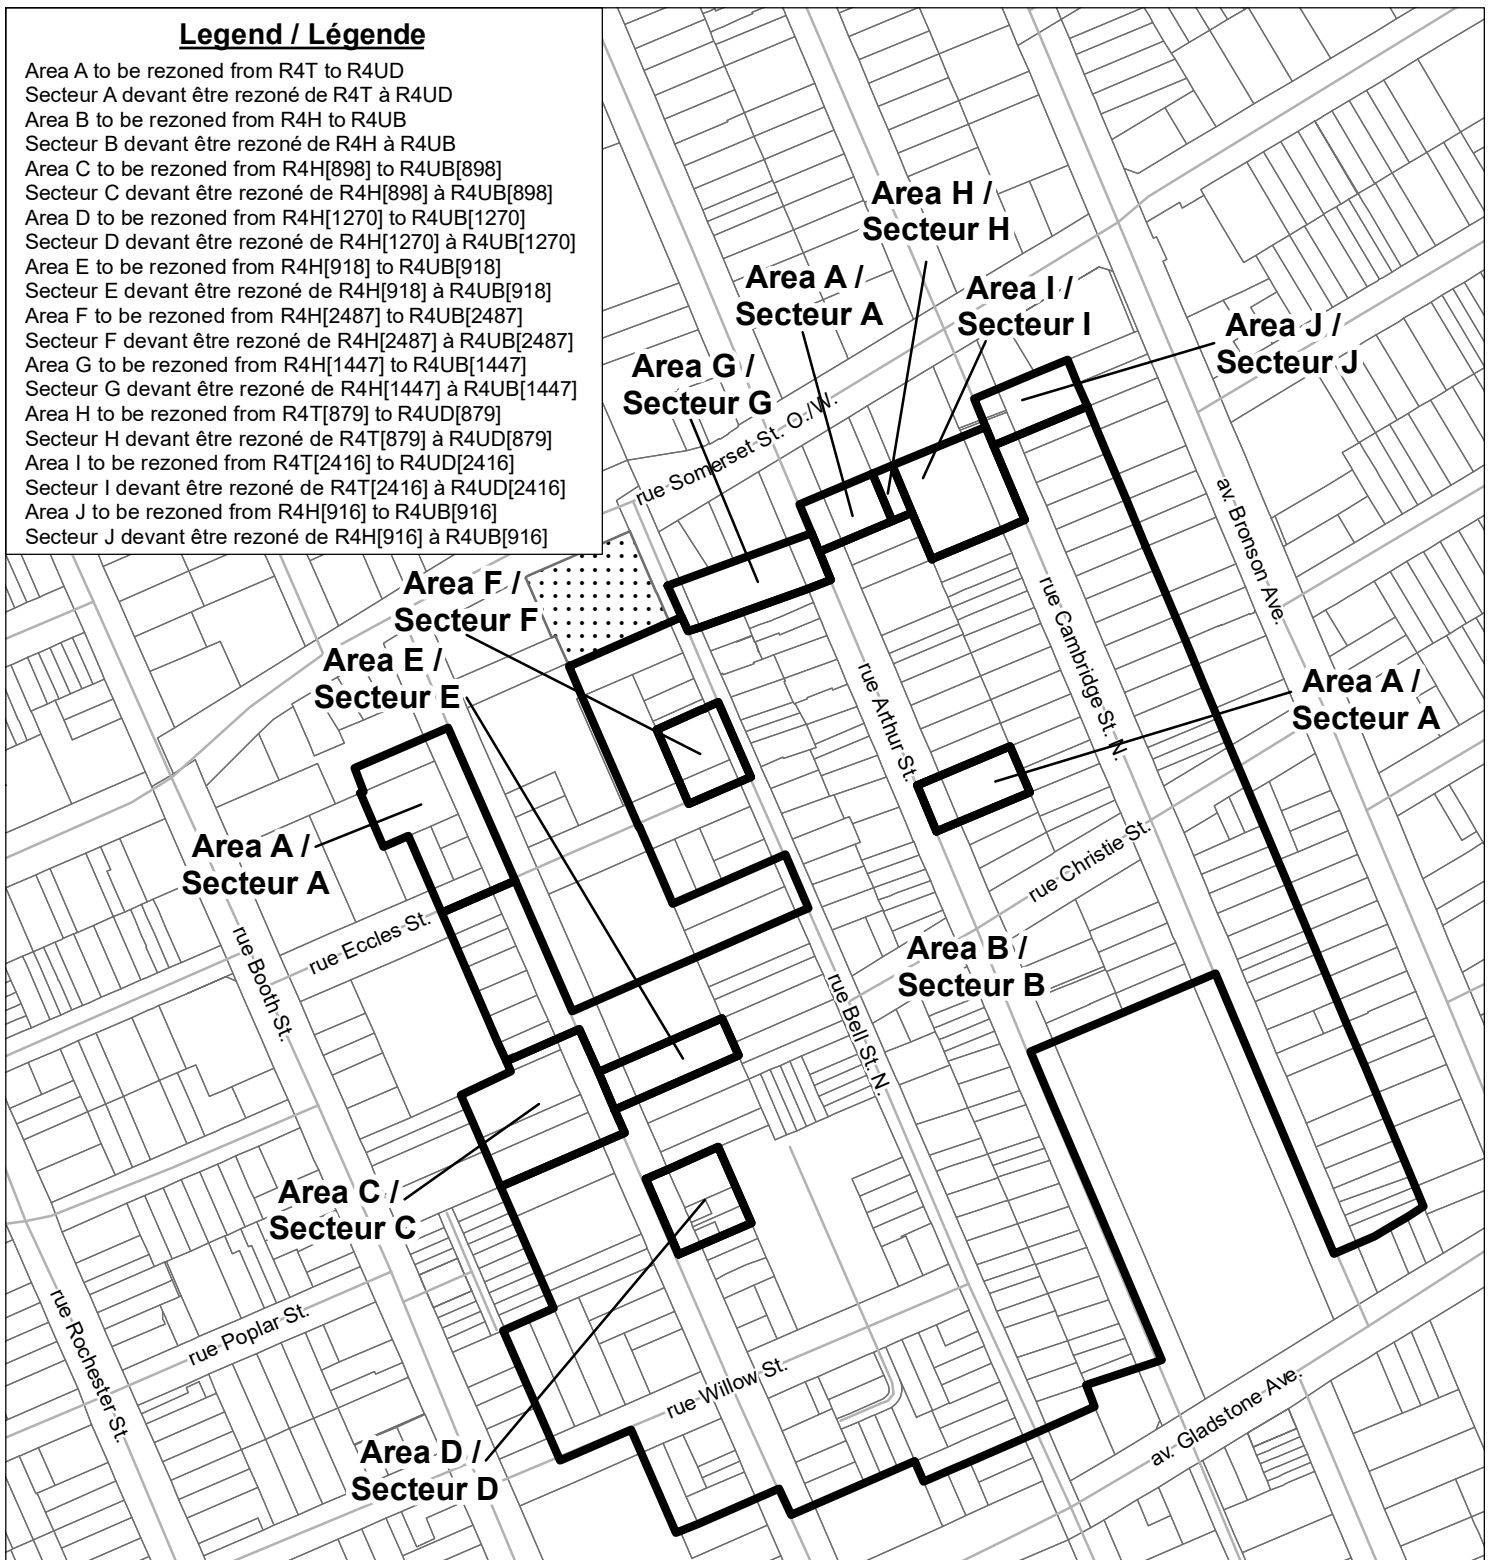 Legend / Légende
Area A to be rezoned from R4T to R4UD
Secteur A devant être rezoné de R4T à R4UD
Area B to be rezoned from R4H to R4UB
Secteur B devant être rezoné de R4H à R4UB
Area C to be rezoned from R4H[898] to R4UB[898]
Secteur C devant être rezoné de R4H[898] à R4UB[898]
Area D to be rezoned from R4H[1270] to R4UB[1270]
Secteur D devant être rezoné de R4H[1270] à R4UB[1270]
Area E to be rezoned from R4H[918] to R4UB[918]
Secteur E devant être rezoné de R4H[918] à R4UB[918]
Area F to be rezoned from R4H[2487] to R4UB[2487]
Secteur F devant être rezoné de R4H[2487] à R4UB[2487]
Area G to be rezoned from R4H[1447] to R4UB[1447]
Secteur G devant être rezoné de R4H[1447] à R4UB[1447]
Area H to be rezoned from R4T[879] to R4UD[879]
Secteur H devant être rezoné de R4T[879] à R4UD[879]
Area I to be rezoned from R4T[2416] to R4UD[2416]
Secteur I devant être rezoné de R4T[2416] à R4UD[2416]
Area J to be rezoned from R4H[916] to R4UB[916]
Secteur J devant être rezoné de R4H[916] à R4UB[916]
Area H /
Secteur H
Area A /
Secteur A
Area I /
Secteur I
Area J /
Secteur J
Area G /
Secteur G
rue Somerset St. O./W.
av. Bronson Ave.
Area F /
Secteur F
rue Cambridge St. N.
Area E /
Secteur E
rue Arthur St.
Area A /
Secteur A
Area A /
Secteur A
rue Christie St.
rue Eccles St.
rue Booth St.
Area B /
Secteur B
rue Bell St. N.
Area C /
Secteur C
rue Rochester St.
rue Poplar St.
rue Willow St.
av. Gladstone Ave.
Area D /
Secteur D